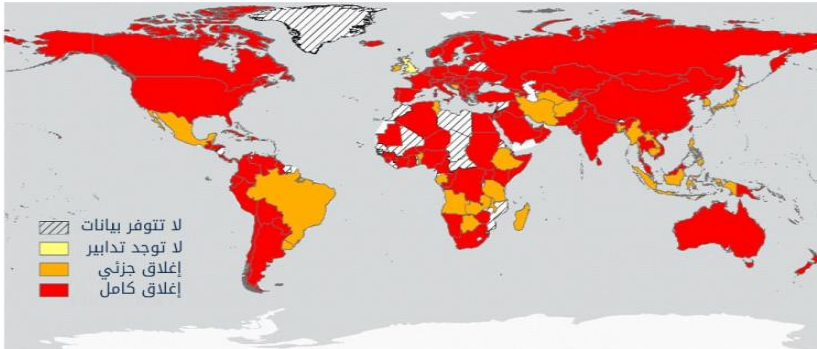 لا تتوفر بيانات
لا توجد تدابير
إغلاق جزئي
إغلاق كامل